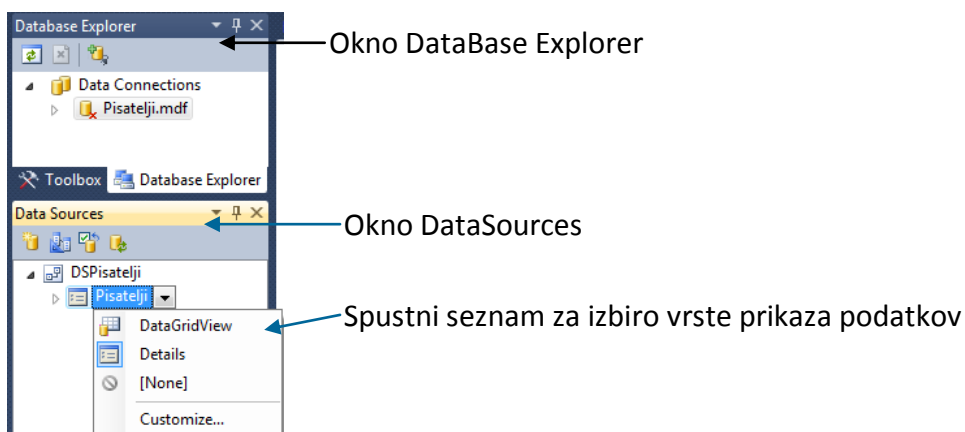 Database Explorer
Okno DataBase Explorer
Data Connections
Pisatelji.mdf
Toolbox Database Explorer
Data Sources
Okno DataSources
DSPisatelji
Pisatelji
Spustni seznam za izbiro vrste prikaza podatkov
DataGridView
Details
[None]
Customize...